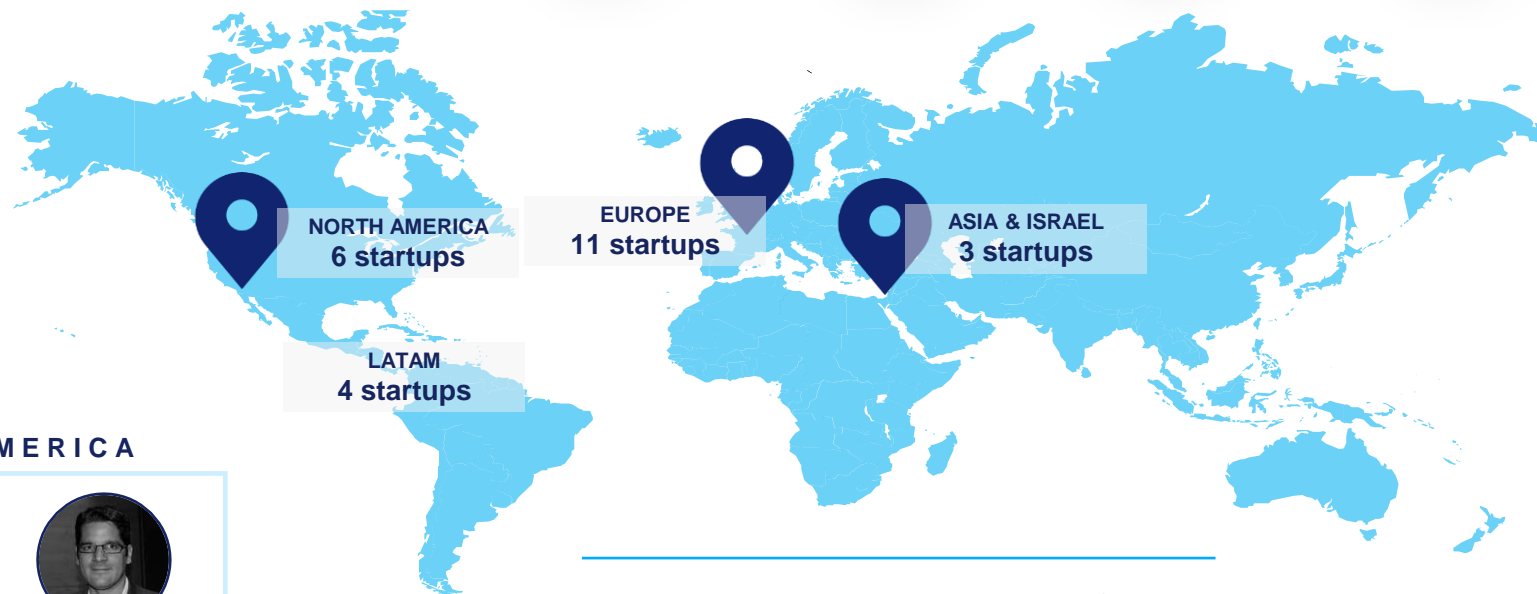 NORTH AMERICA
6 startups
EUROPE
11 startups
ASIA & ISRAEL
3 startups
LATAM
4 startups
MERICA